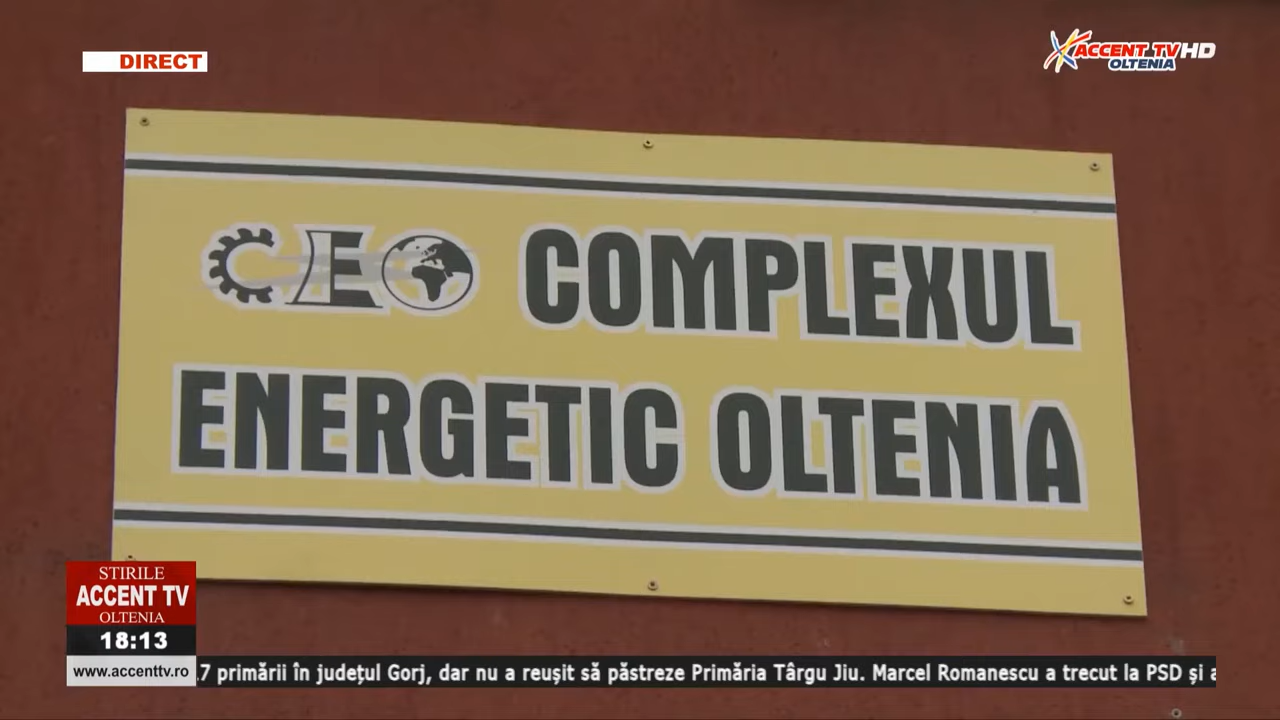 DIRECT
ACCENT TV HD
OLTENIA
CEO COMPLEXUL
ENERGETIC OLTENIA
STIRILE
ACCENT TV
OLTENIA
18:13
www.accenttv.ro
7 primării în județul Gorj, dar nu a reușit să păstreze Primăria Târgu Jiu. Marcel Romanescu a trecut la PSD și